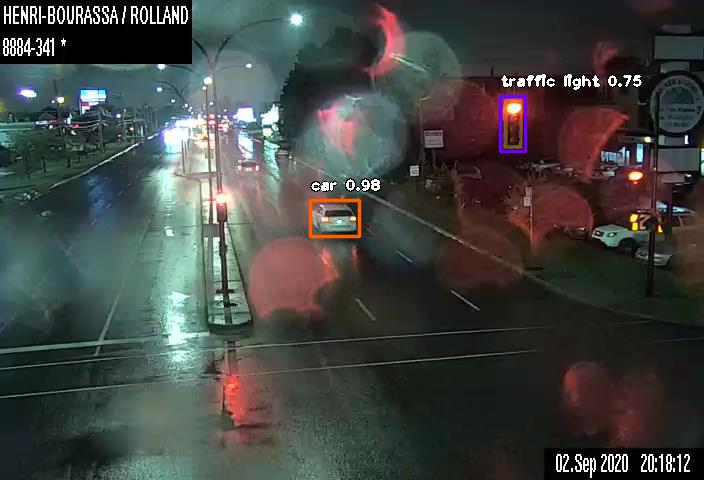 HENRI-BOURASSA / ROLLAND
8884-341 *
traffic light 0.75
car 0.98
02.Sep 2020 20:18:12